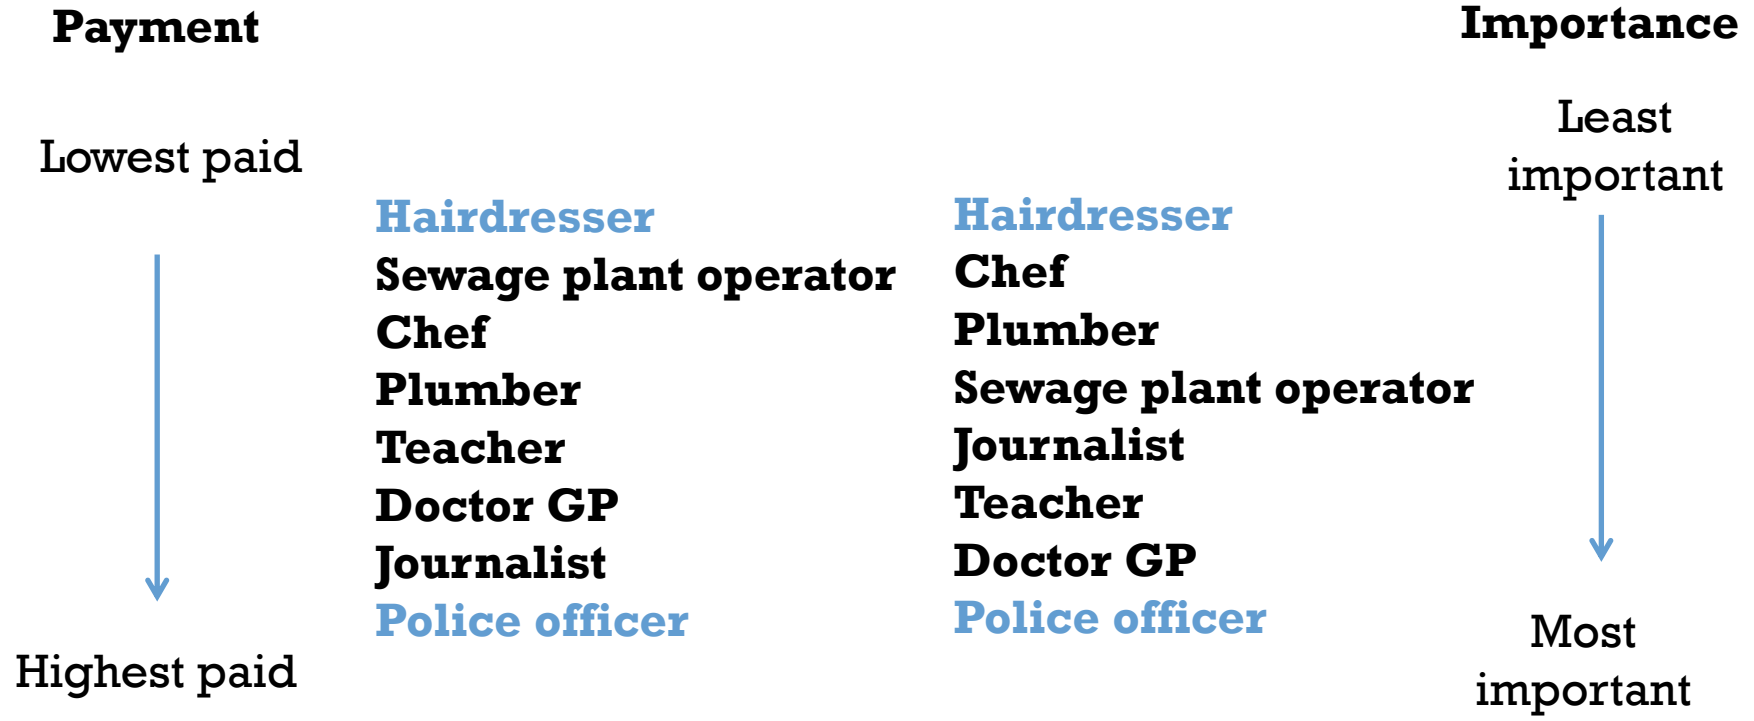 Payment
Importance
Lowest paid
Least
important
Hairdresser
Sewage plant operator
Chef
Plumber
Teacher
Doctor GP
Journalist
Police officer
Hairdresser
Chef
Plumber
Sewage plant operator
Journalist
Teacher
Doctor GP
Police officer
Highest paid
Most
important